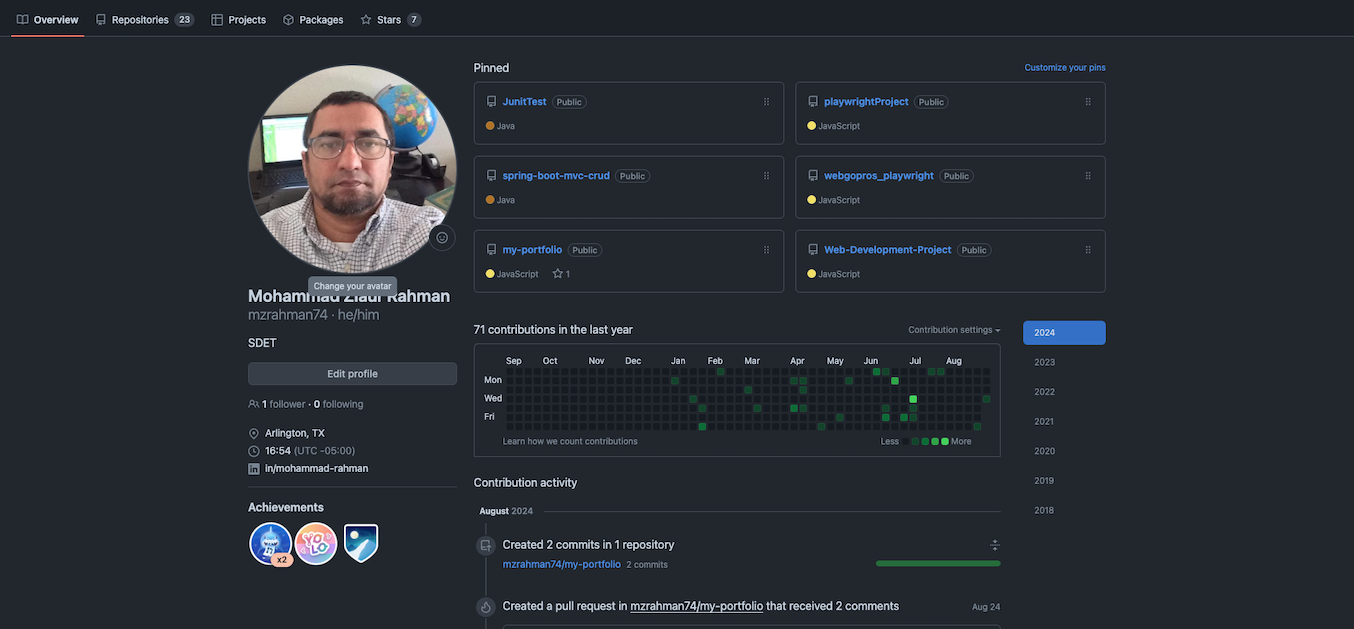 Overview Repositories 23 Projects Packages Stars 7
Change your avatar
Mohammad Ziaur Rahman
mzrahman74 · he/him
SDET
Edit profile
1 follower · 0 following
Arlington, TX
16:54 (UTC -05:00)
in/mohammad-rahman
Achievements
x2
YOLO
Pinned
Customize your pins
JunitTest Public
Java
playwrightProject Public
JavaScript
spring-boot-mvc-crud Public
Java
webgopros_playwright Public
JavaScript
my-portfolio Public
JavaScript 1
Web-Development-Project Public
JavaScript
71 contributions in the last year
Contribution settings
Sep Oct Nov Dec Jan Feb Mar Apr May Jun Jul Aug
Mon
Wed
Fri
Learn how we count contributions
Less More
2024
2023
2022
2021
2020
2019
2018
Contribution activity
August 2024
Created 2 commits in 1 repository
mzrahman74/my-portfolio 2 commits
Created a pull request in mzrahman74/my-portfolio that received 2 comments
Aug 24